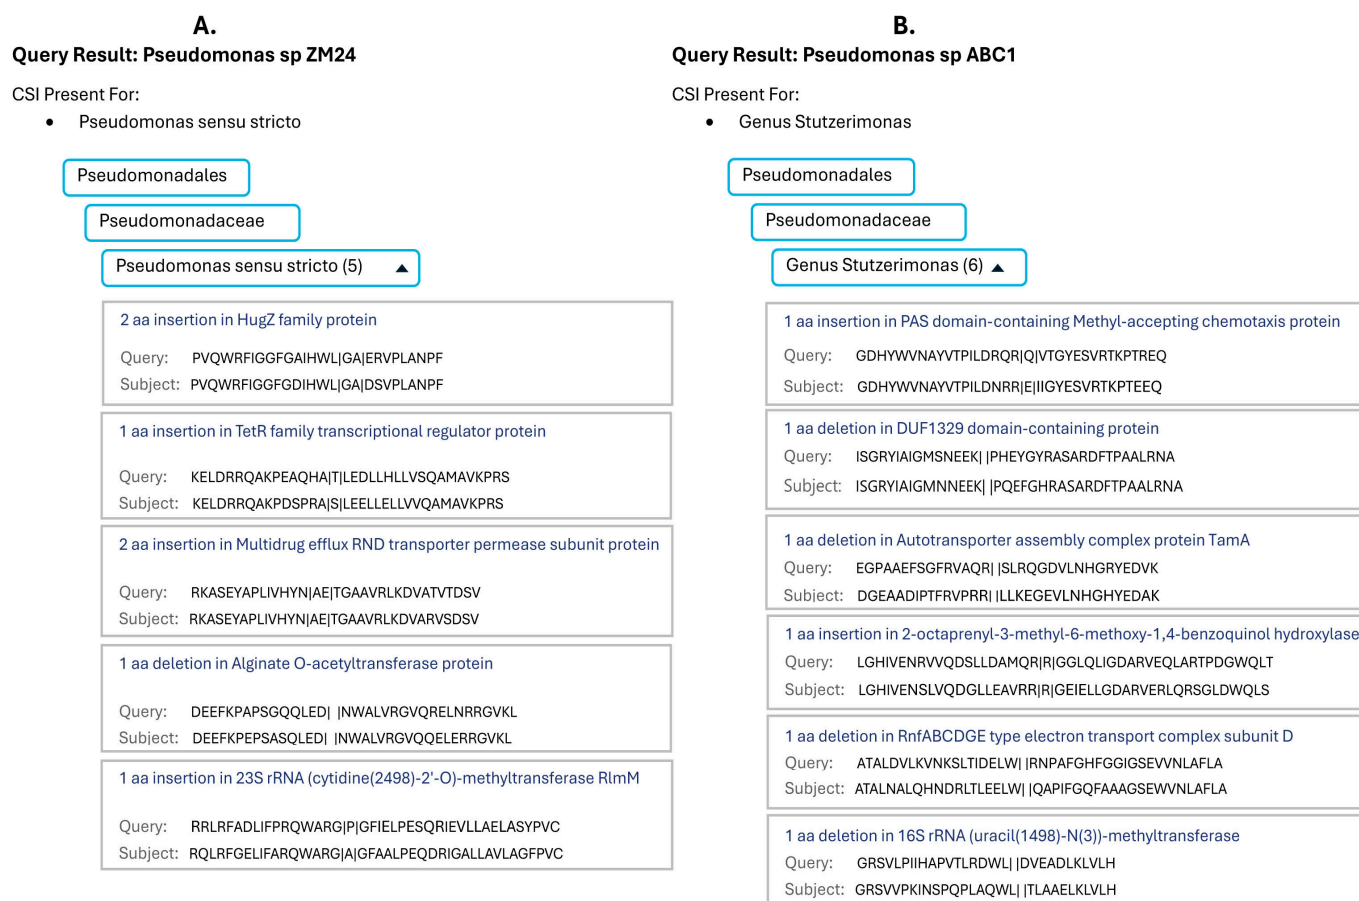 A.
Query Result: Pseudomonas sp ZM24
CSI Present For:
• Pseudomonas sensu stricto
Pseudomonadales
Pseudomonadaceae
Pseudomonas sensu stricto (5) ▲
2 aa insertion in HugZ family protein
Query: PVQWRFIGGFGAIHWL|GA|ERVPLANPF
Subject: PVQWRFIGGFGDIHWL|GA|DSVPLANPF
1 aa insertion in TetR family transcriptional regulator protein
Query: KELDRRQAKPEAQHA|T|LEDLLHLLVSQAMAVKPRS
Subject: KELDRRQAKPDSPRA|S|LEELLELLVVQAMAVKPRS
2 aa insertion in Multidrug efflux RND transporter permease subunit protein
Query: RKASEYAPLIVHYN|AE|TGAAVRLKDVATVTDSV
Subject: RKASEYAPLIVHYN|AE|TGAAVRLKDVARVSDSV
1 aa deletion in Alginate O-acetyltransferase protein
Query: DEEFKPAPSGQQLED| |NWALVRGVQRELNRRGVKL
Subject: DEEFKPEPSASQLED| |NWALVRGVQQELERRGVKL
1 aa insertion in 23S rRNA (cytidine(2498)-2'-O)-methyltransferase RlmM
Query: RRLRFADLIFPRQWARG|P|GFIELPESQRIEVLLAELASYPVC
Subject: RQLRFGELIFARQWARG|A|GFAALPEQDRIGALLAVLAGFPVC
B.
Query Result: Pseudomonas sp ABC1
CSI Present For:
• Genus Stutzerimonas
Pseudomonadales
Pseudomonadaceae
Genus Stutzerimonas (6) ▲
1 aa insertion in PAS domain-containing Methyl-accepting chemotaxis protein
Query: GDHYWVNAYVTPILDRQR|Q|VTGYESVRTKPTREQ
Subject: GDHYWVNAYVTPILDNRR|E|IIGYESVRTKPTEEQ
1 aa deletion in DUF1329 domain-containing protein
Query: ISGRYIAIGMSNEEK| |PHEYGYRASARDFTPAALRNA
Subject: ISGRYIAIGMNNEEK| |PQEFGHRASARDFTPAALRNA
1 aa deletion in Autotransporter assembly complex protein TamA
Query: EGPAAEFSGFRVAQR| |SLRQGDVLNHGRYEDVK
Subject: DGEAADIPTFRVPRR| |LLKEGEVLNHGHYEDAK
1 aa insertion in 2-octaprenyl-3-methyl-6-methoxy-1,4-benzoquinol hydroxylase
Query: LGHIVENRVVQDSLLDAMQR|R|GGLQLIGDARVEQLARTPDGWQLT
Subject: LGHIVENSLVQDGLLEAVRR|R|GEIELLGDARVERLQRSGLDWQLS
1 aa deletion in RnfABCDGE type electron transport complex subunit D
Query: ATALDVLKVNKSLTIDELW| |RNPAFGHFGGIGSEVVNLAFLA
Subject: ATALNALQHNDRLTLEELW| |QAPIFGQFAAAGSEWVNLAFLA
1 aa deletion in 16S rRNA (uracil(1498)-N(3))-methyltransferase
Query: GRSVLPIIHAPVTLRDWL| |DVEADLKLVLH
Subject: GRSVVPKINSPQPLAQWL| |TLAAELKLVLH